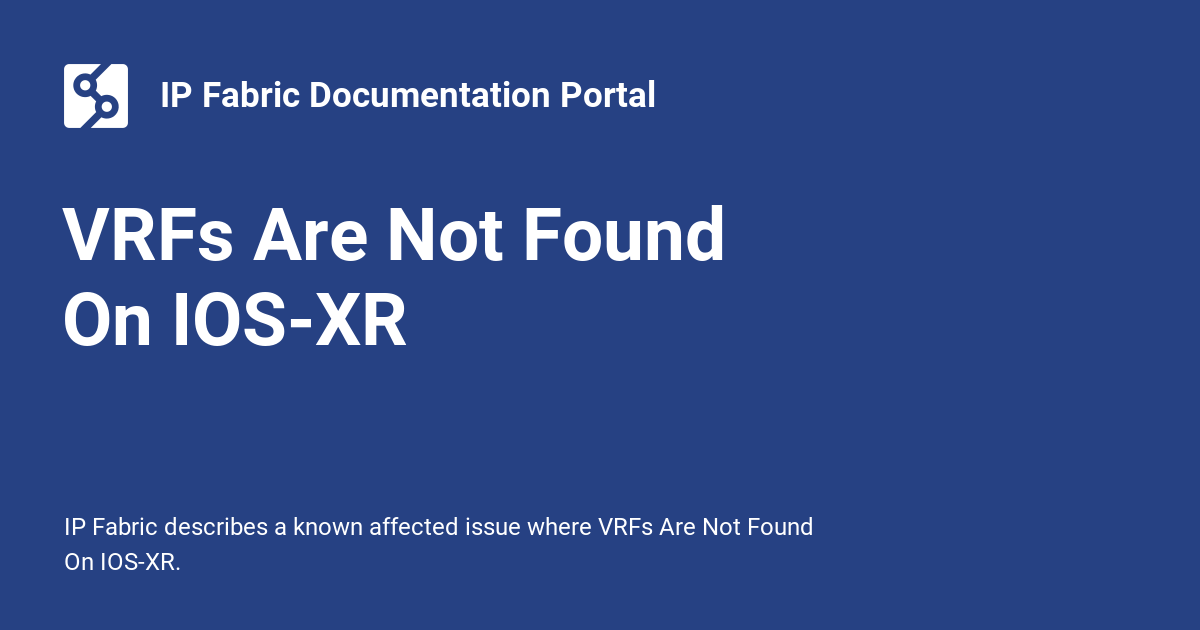 IP Fabric Documentation Portal
VRFs Are Not Found
On IOS-XR
IP Fabric describes a known affected issue where VRFs Are Not Found
On IOS-XR.